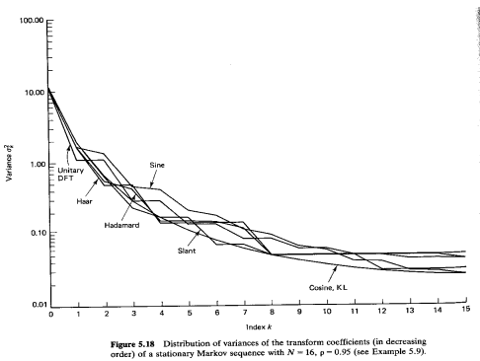 100.00
10.00
1.00
0.10
0.01
Variance σ²ₖ
Unitary
DFT
Haar
Hadamard
Sine
Slant
Cosine, KL
0 1 2 3 4 5 6 7 8 9 10 11 12 13 14 15
Index k
Figure 5.18 Distribution of variances of the transform coefficients (in decreasing
order) of a stationary Markov sequence with N = 16, ρ = 0.95 (see Example 5.9).